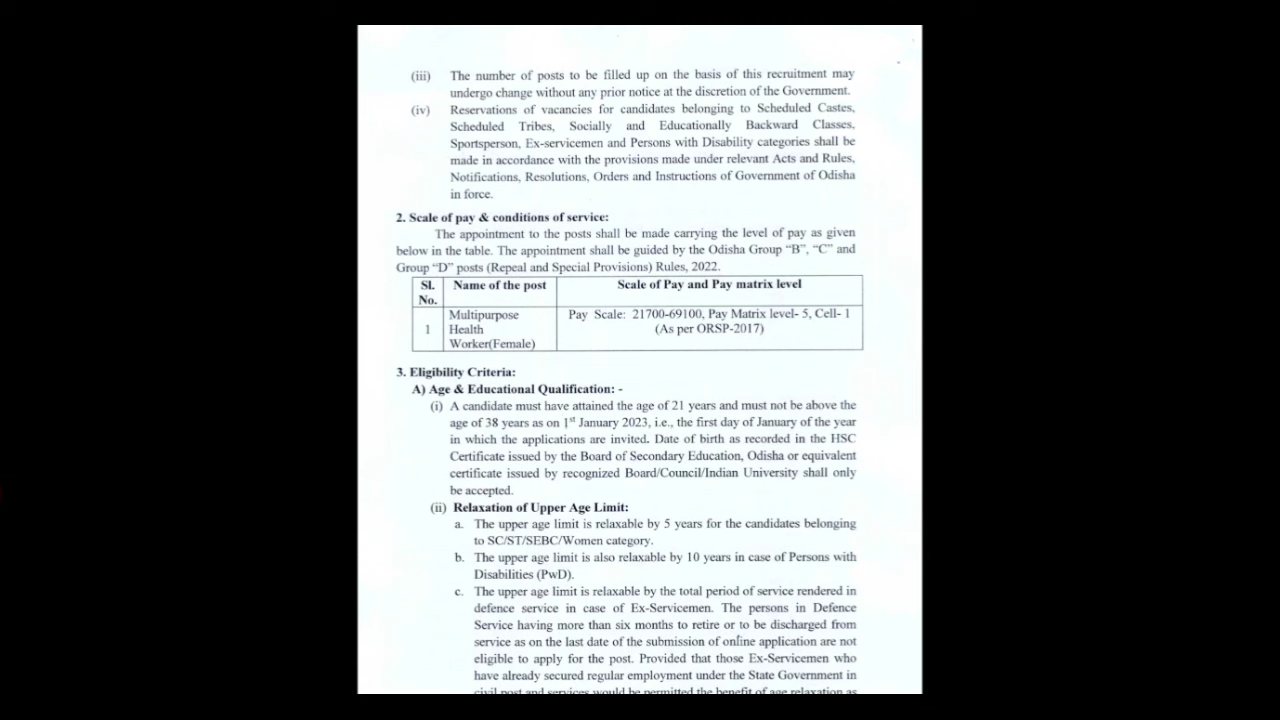 (iii) The number of posts to be filled up on the basis of this recruitment may
undergo change without any prior notice at the discretion of the Government.
(iv) Reservations of vacancies for candidates belonging to Scheduled Castes,
Scheduled Tribes, Socially and Educationally Backward Classes,
Sportsperson, Ex-servicemen and Persons with Disability categories shall be
made in accordance with the provisions made under relevant Acts and Rules,
Notifications, Resolutions, Orders and Instructions of Government of Odisha
in force.
2. Scale of pay & conditions of service:
The appointment to the posts shall be made carrying the level of pay as given
below in the table. The appointment shall be guided by the Odisha Group “B”, “C” and
Group “D” posts (Repeal and Special Provisions) Rules, 2022.
Sl. No. Name of the post Scale of Pay and Pay matrix level
1 Multipurpose Health Worker(Female) Pay Scale: 21700-69100, Pay Matrix level- 5, Cell- 1 (As per ORSP-2017)
3. Eligibility Criteria:
A) Age & Educational Qualification: -
(i) A candidate must have attained the age of 21 years and must not be above the
age of 38 years as on 1st January 2023, i.e., the first day of January of the year
in which the applications are invited. Date of birth as recorded in the HSC
Certificate issued by the Board of Secondary Education, Odisha or equivalent
certificate issued by recognized Board/Council/Indian University shall only
be accepted.
(ii) Relaxation of Upper Age Limit:
a. The upper age limit is relaxable by 5 years for the candidates belonging
to SC/ST/SEBC/Women category.
b. The upper age limit is also relaxable by 10 years in case of Persons with
Disabilities (PwD).
c. The upper age limit is relaxable by the total period of service rendered in
defence service in case of Ex-Servicemen. The persons in Defence
Service having more than six months to retire or to be discharged from
service as on the last date of the submission of online application are not
eligible to apply for the post. Provided that those Ex-Servicemen who
have already secured regular employment under the State Government in
civil post and services would be permitted the benefit of age relaxation as